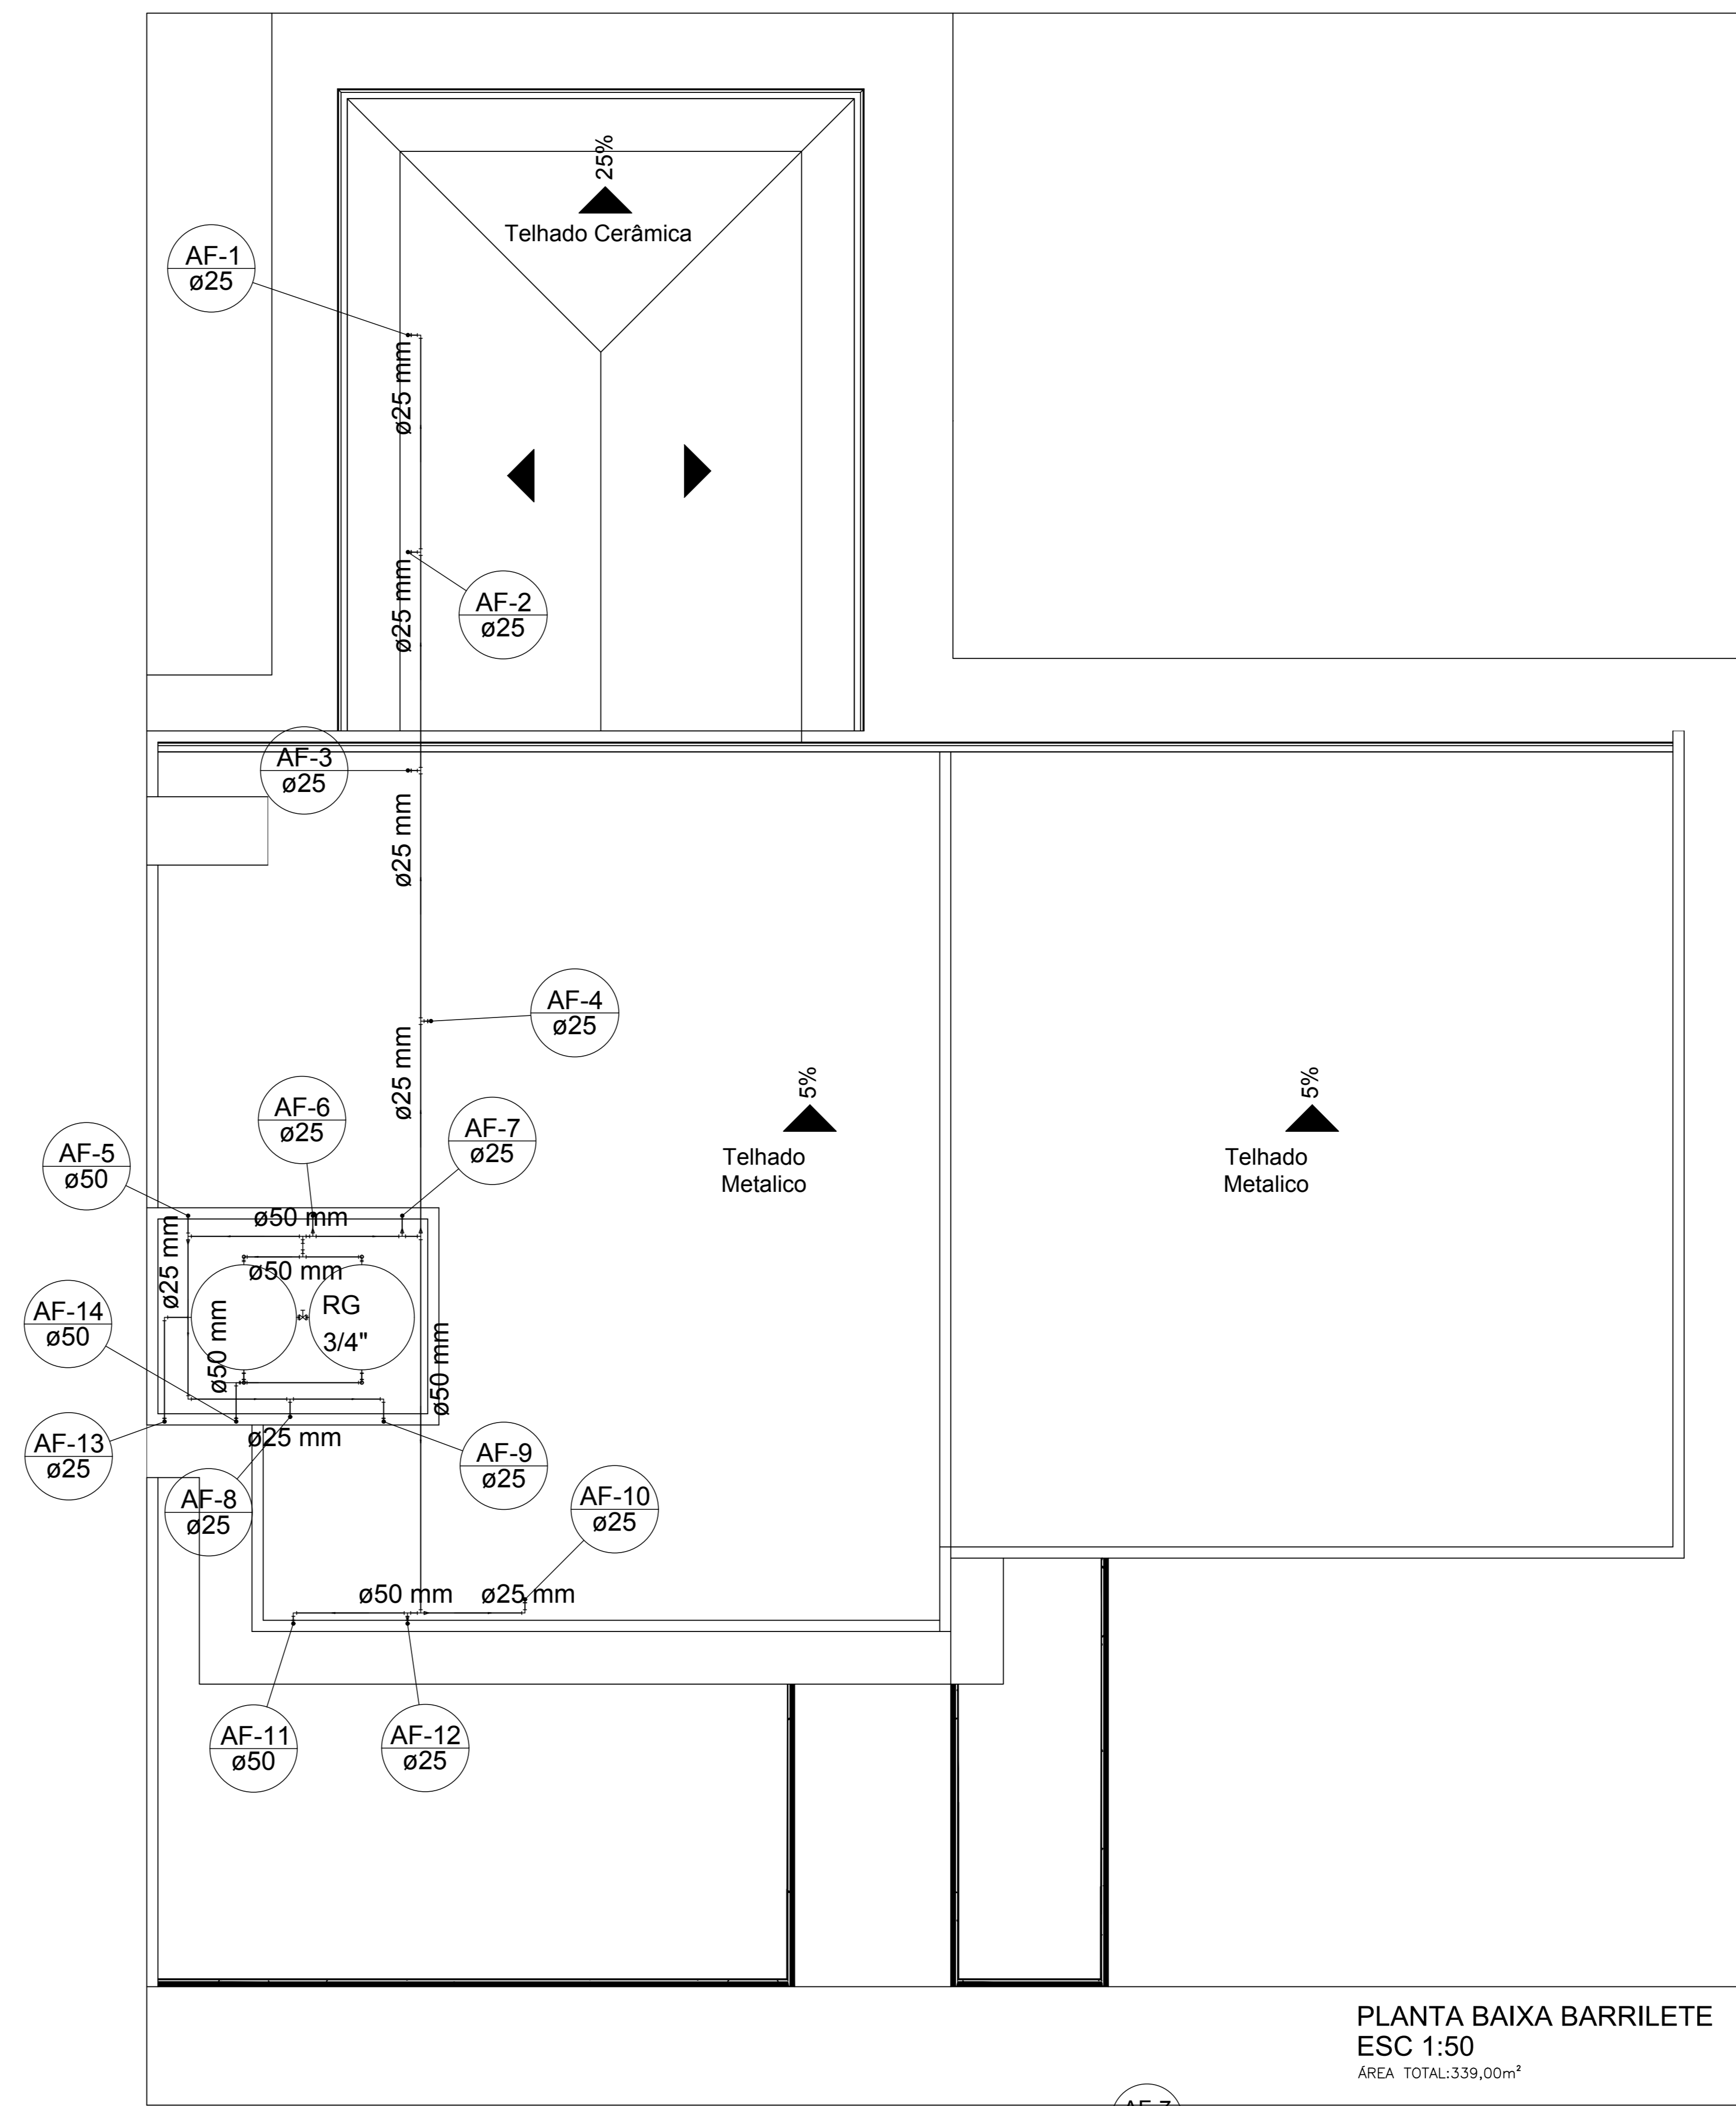 25%
Telhado Cerâmica
AF-1
ø25
ø25 mm
ø25 mm
AF-2
ø25
AF-3
ø25
ø25 mm
AF-4
ø25
ø25 mm
5%
Telhado
Metalico
5%
Telhado
Metalico
AF-6
ø25
AF-7
ø25
AF-5
ø50
ø50 mm
ø25 mm
ø50 mm
RG
3/4"
AF-14
ø50
ø50 mm
ø50 mm
AF-13
ø25
ø25 mm
AF-9
ø25
AF-8
ø25
AF-10
ø25
ø50 mm
ø25 mm
AF-11
ø50
AF-12
ø25
PLANTA BAIXA BARRILETE
ESC 1:50
ÁREA TOTAL:339,00m²